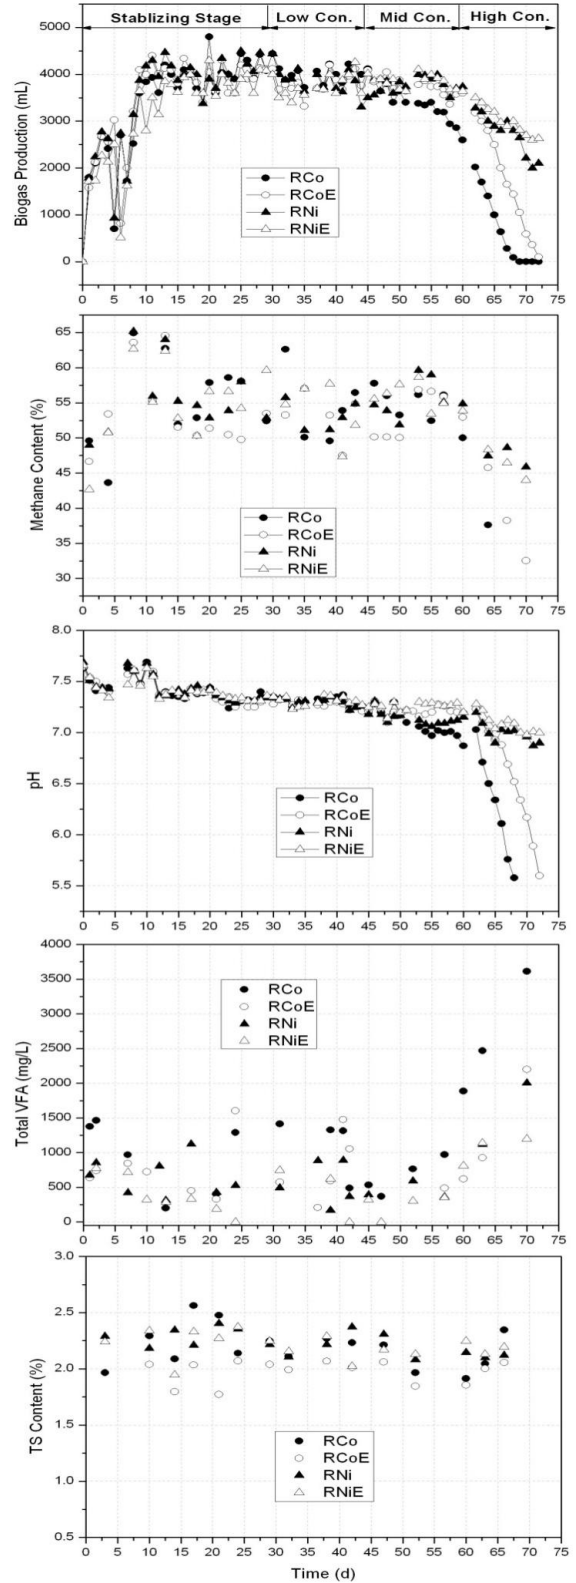 Stablizing Stage Low Con. Mid Con. High Con.
5000
4000
3000
2000
1000
0
Biogas Production (mL)
RCo
RCoE
RNi
RNiE
0 5 10 15 20 25 30 35 40 45 50 55 60 65 70 75
65
60
55
50
45
40
35
30
Methane Content (%)
RCo
RCoE
RNi
RNiE
0 5 10 15 20 25 30 35 40 45 50 55 60 65 70 75
8.0
7.5
7.0
6.5
6.0
5.5
pH
RCo
RCoE
RNi
RNiE
0 5 10 15 20 25 30 35 40 45 50 55 60 65 70 75
4000
3500
3000
2500
2000
1500
1000
500
0
Total VFA (mg/L)
RCo
RCoE
RNi
RNiE
0 5 10 15 20 25 30 35 40 45 50 55 60 65 70 75
3.0
2.5
2.0
1.5
1.0
0.5
TS Content (%)
RCo
RCoE
RNi
RNiE
0 5 10 15 20 25 30 35 40 45 50 55 60 65 70 75
Time (d)